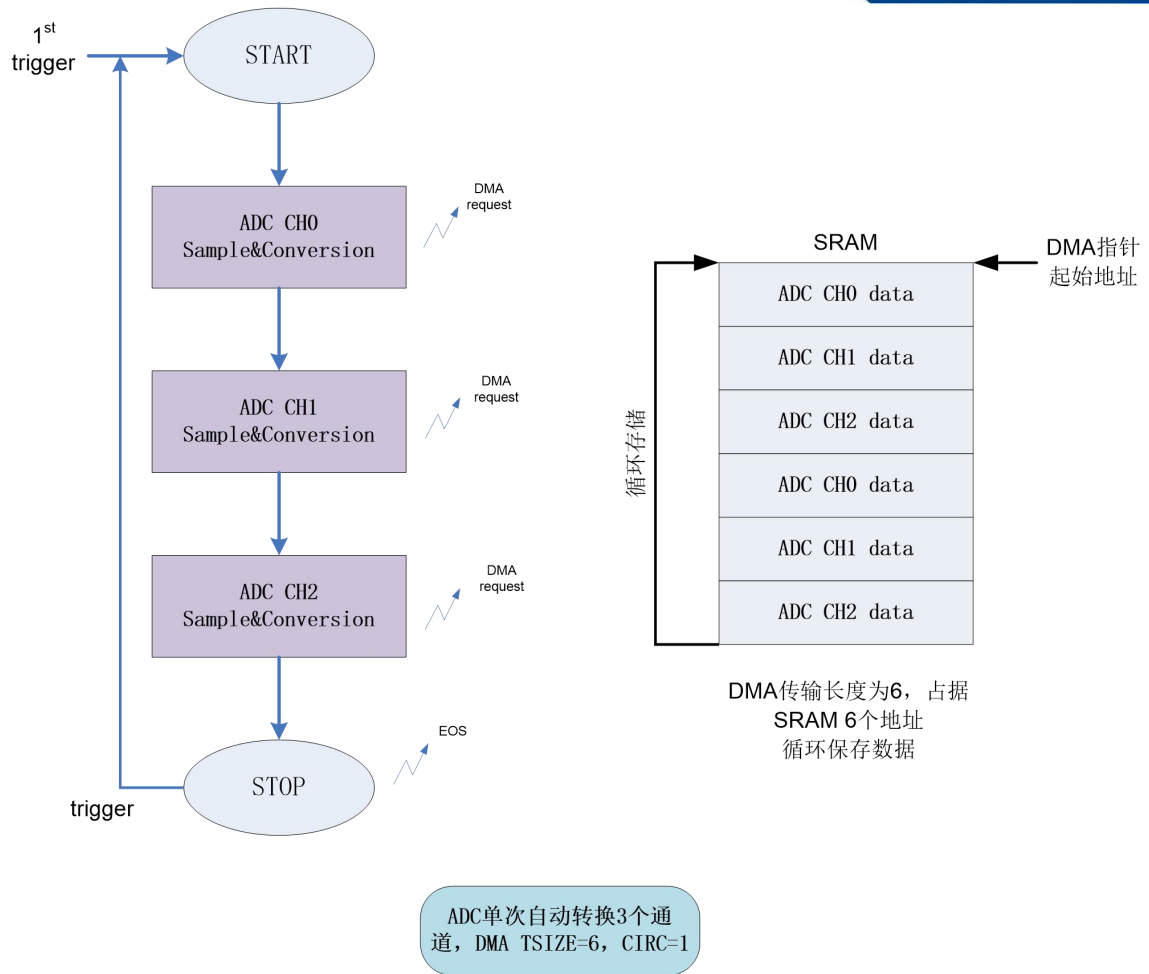 1st
trigger
START
ADC CH0
Sample&Conversion
DMA
request
ADC CH1
Sample&Conversion
DMA
request
ADC CH2
Sample&Conversion
DMA
request
STOP
EOS
trigger
SRAM
DMA指针
起始地址
ADC CH0 data
ADC CH1 data
ADC CH2 data
ADC CH0 data
ADC CH1 data
ADC CH2 data
循环存储
DMA传输长度为6，占据
SRAM 6个地址
循环保存数据
ADC单次自动转换3个通
道，DMA TSIZE=6，CIRC=1